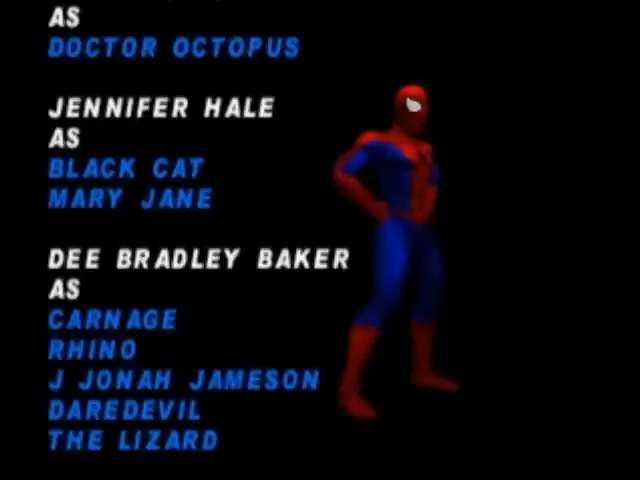 AS
DOCTOR OCTOPUS
JENNIFER HALE
AS
BLACK CAT
MARY JANE
DEE BRADLEY BAKER
AS
CARNAGE
RHINO
J JONAH JAMESON
DAREDEVIL
THE LIZARD